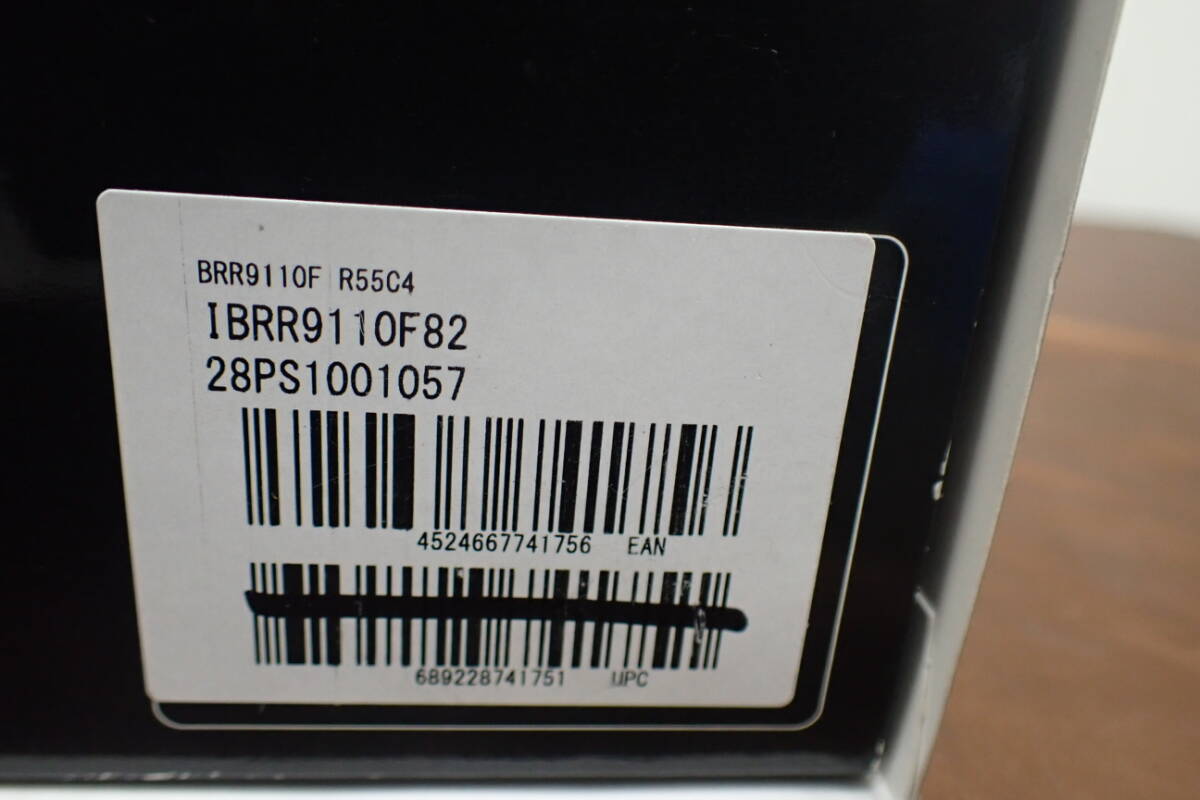 BRR9110F R55C4
IBRR9110F82
28PS1001057
4524667741756 EAN
689228741751 UPC